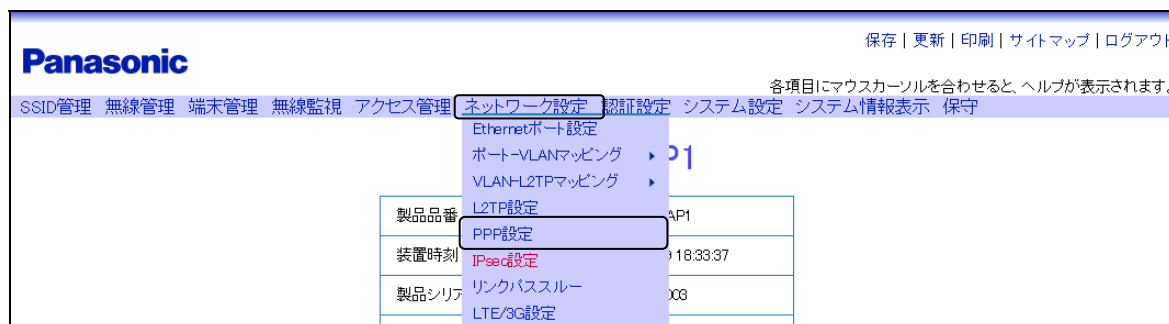 保存 | 更新 | 印刷 | サイトマップ | ログアウト
Panasonic
各項目にマウスカーソルを合わせると、ヘルプが表示されます。
SSID管理 無線管理 端末管理 無線監視 アクセス管理 ネットワーク設定 認証設定 システム設定 システム情報表示 保守
Ethernetポート設定
ポート-VLANマッピング
P1
VLAN-L2TPマッピング
製品品番 L2TP設定 AP1
PPP設定
装置時刻 IPsec設定 18:33:37
製品シリア リンクパススルー 003
LTE/3G設定